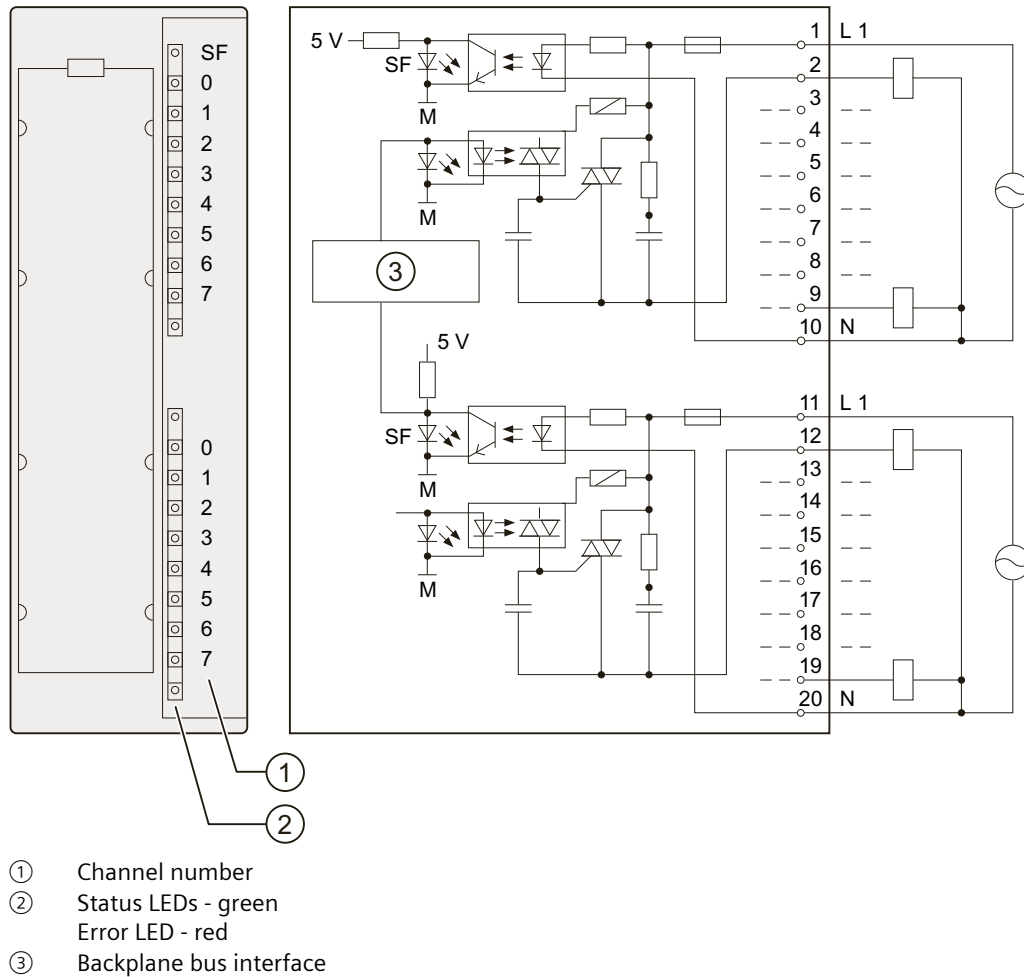 SF
0
1
2
3
4
5
6
7
0
1
2
3
4
5
6
7
①
②
5 V
SF
M
M
③
5 V
SF
M
M
1 L 1
2
3
4
5
6
7
8
9
10 N
11 L 1
12
13
14
15
16
17
18
19
20 N
① Channel number
② Status LEDs - green
Error LED - red
③ Backplane bus interface